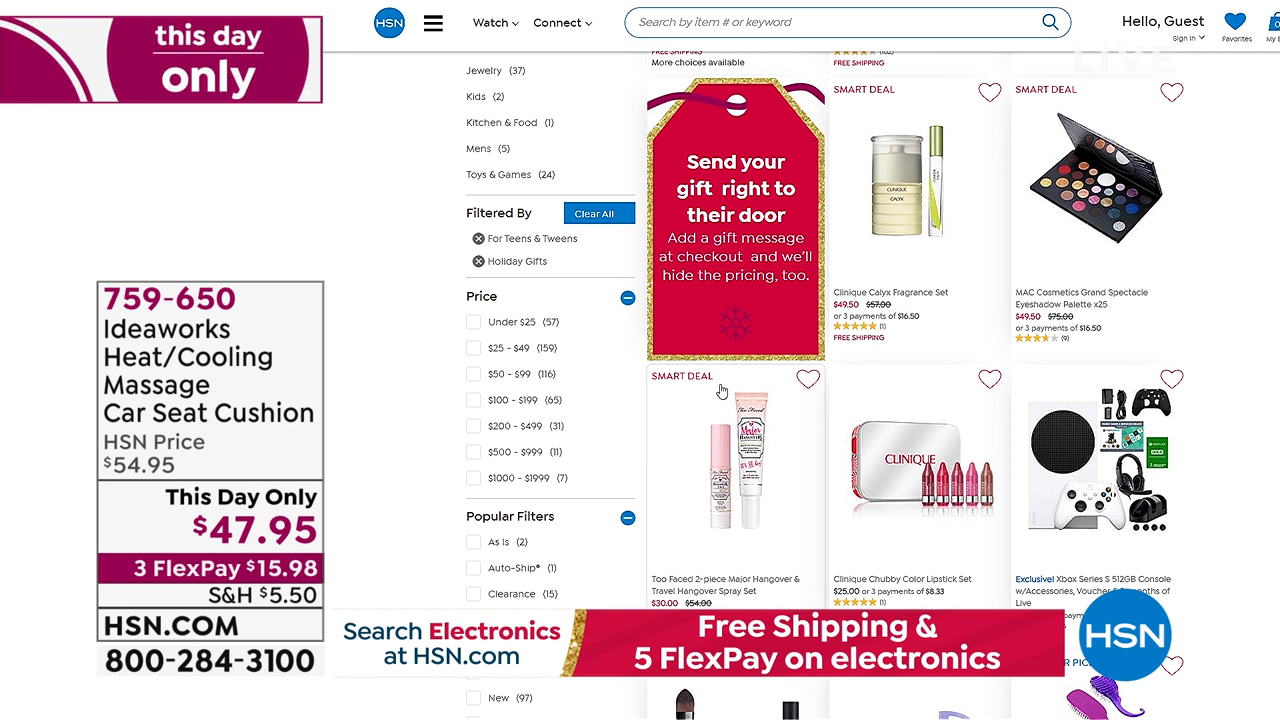 this day
only
759-650
Ideaworks
Heat/Cooling
Massage
Car Seat Cushion
HSN Price
$54.95
This Day Only
$47.95
3 FlexPay $15.98
S&H $5.50
HSN.COM
800-284-3100
HSN
Watch
Connect
Search by item # or keyword
Hello, Guest
Sign In
Favorites
LIVE
Jewelry (37)
Kids (2)
Kitchen & Food (1)
Mens (5)
Toys & Games (24)
Filtered By
Clear All
For Teens & Tweens
Holiday Gifts
Price
Under $25 (57)
$25 - $49 (159)
$50 - $99 (116)
$100 - $199 (65)
$200 - $499 (31)
$500 - $999 (11)
$1000 - $1999 (7)
Popular Filters
As Is (2)
Auto-Ship® (1)
Clearance (15)
New (97)
FREE SHIPPING
More choices available
FREE SHIPPING
Send your
gift right to
their door
Add a gift message
at checkout and we'll
hide the pricing, too.
SMART DEAL
CLINIQUE
CALYX
Clinique Calyx Fragrance Set
$49.50 $57.00
or 3 payments of $16.50
(1)
FREE SHIPPING
SMART DEAL
MAC Cosmetics Grand Spectacle
Eyeshadow Palette x25
$49.50 $75.00
or 3 payments of $16.50
(9)
SMART DEAL
Too Faced
Major
HANGOVER
Too Faced 2-piece Major Hangover &
Travel Hangover Spray Set
$30.00 $54.00
CLINIQUE
Clinique Chubby Color Lipstick Set
$25.00 or 3 payments of $8.33
(1)
Exclusive! Xbox Series S 512GB Console
w/Accessories, Voucher
Live
Search Electronics
at HSN.com
Free Shipping &
5 FlexPay on electronics
HSN